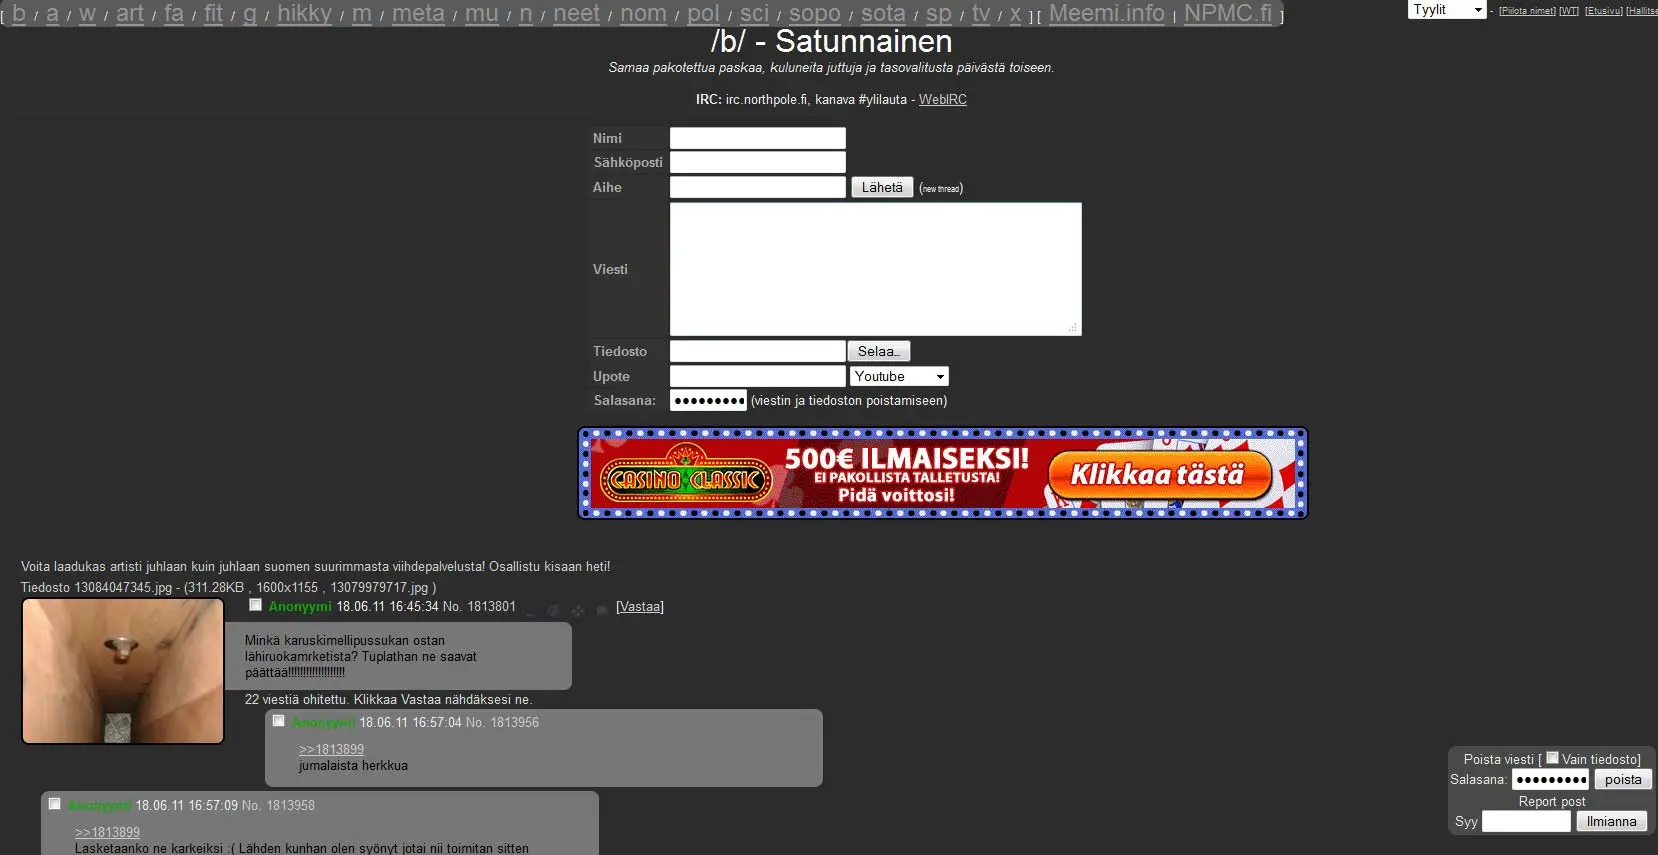 [ b / a / w / art / fa / fit / g / hikky / m / meta / mu / n / neet / nom / pol / sci / sopo / sota / sp / tv / x ] [ Meemi.info | NPMC.fi ]
Tyylit - [Piilota nimet] [WT] [Etusivu] [Hallitse
/b/ - Satunnainen
Samaa pakotettua paskaa, kuluneita juttuja ja tasovalitusta päivästä toiseen.
IRC: irc.northpole.fi, kanava #ylilauta - WebIRC
Nimi
Sähköposti
Aihe Lähetä (new thread)
Viesti
Tiedosto Selaa...
Upote Youtube
Salasana: ●●●●●●●●● (viestin ja tiedoston poistamiseen)
CASINO CLASSIC
500€ ILMAISEKSI!
EI PAKOLLISTA TALLETUSTA!
Pidä voittosi!
Klikkaa tästä
Voita laadukas artisti juhlaan kuin juhlaan suomen suurimmasta viihdepalvelusta! Osallistu kisaan heti!
Tiedosto 13084047345.jpg - (311.28KB , 1600x1155 , 13079979717.jpg )
Anonyymi 18.06.11 16:45:34 No. 1813801 [Vastaa]
Minkä karuskimellipussukan ostan
lähiruokamrketista? Tuplathan ne saavat
päättää!!!!!!!!!!!!!!!!!!!
22 viestiä ohitettu. Klikkaa Vastaa nähdäksesi ne.
Anonyymi 18.06.11 16:57:04 No. 1813956
>>1813899
jumalaista herkkua
Anonyymi 18.06.11 16:57:09 No. 1813958
>>1813899
Lasketaanko ne karkeiksi :( Lähden kunhan olen syönyt jotai nii toimitan sitten
Poista viesti [ Vain tiedosto]
Salasana: ●●●●●●●●● poista
Report post
Syy Ilmianna